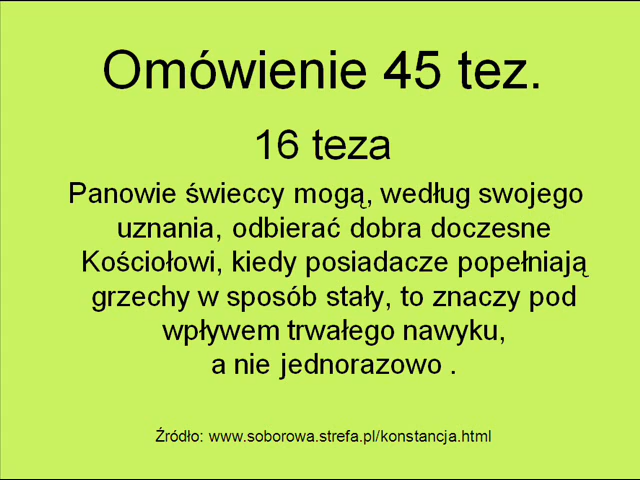 Omówienie 45 tez.
16 teza
Panowie świeccy mogą, według swojego
uznania, odbierać dobra doczesne
Kościołowi, kiedy posiadacze popełniają
grzechy w sposób stały, to znaczy pod
wpływem trwałego nawyku,
a nie jednorazowo .
Źródło: www.soborowa.strefa.pl/konstancja.html